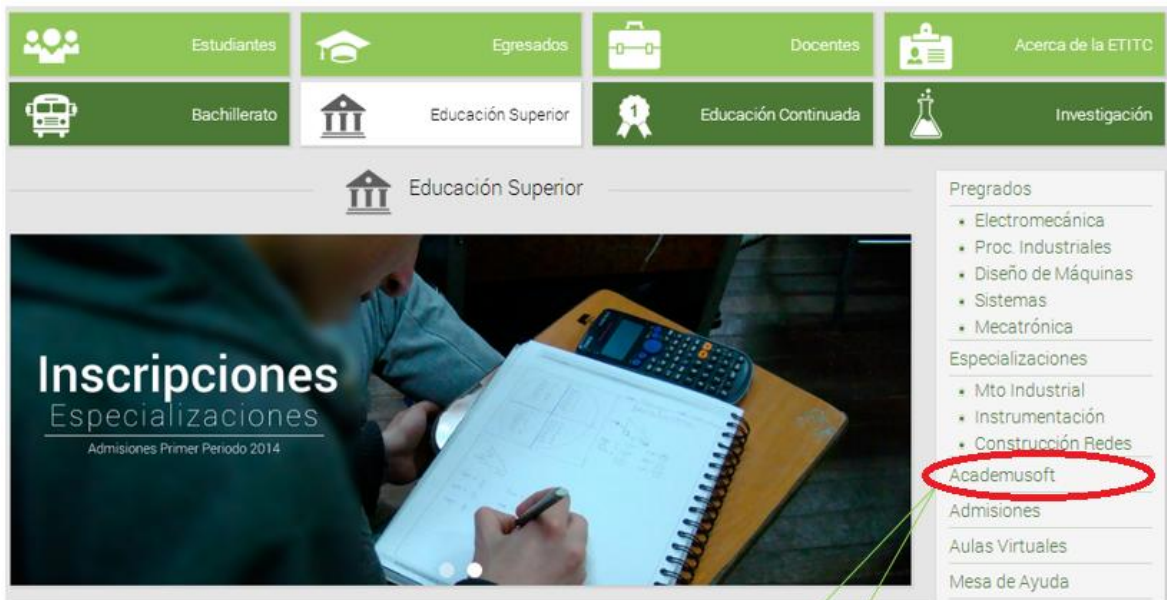 Estudiantes
Egresados
Docentes
Acerca de la ETITC
Bachillerato
Educación Superior
1
Educación Continuada
Investigación
Educación Superior
Inscripciones
Especializaciones
Admisiones Primer Periodo 2014
Pregrados
Electromecánica
Proc. Industriales
Diseño de Máquinas
Sistemas
Mecatrónica
Especializaciones
Mto Industrial
Instrumentación
Construcción Redes
Academusoft
Admisiones
Aulas Virtuales
Mesa de Ayuda